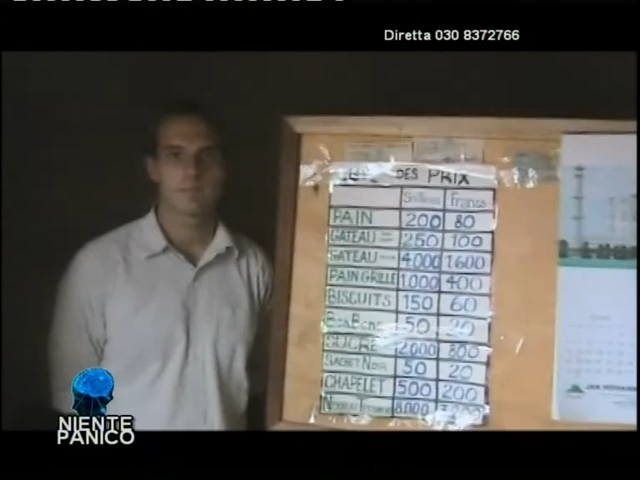 Diretta 030 8372766
DES PRIX
Francs
PAIN 200 80
GATEAU 250 100
GATEAU 4000 1600
PAIN GRILLE 1000 400
BISCUITS 150 60
BONBONS 50 20
SUCRE 2000 800
SACHET NOIR 50 20
CHAPELET 500 200
8000
NIENTE
PANICO